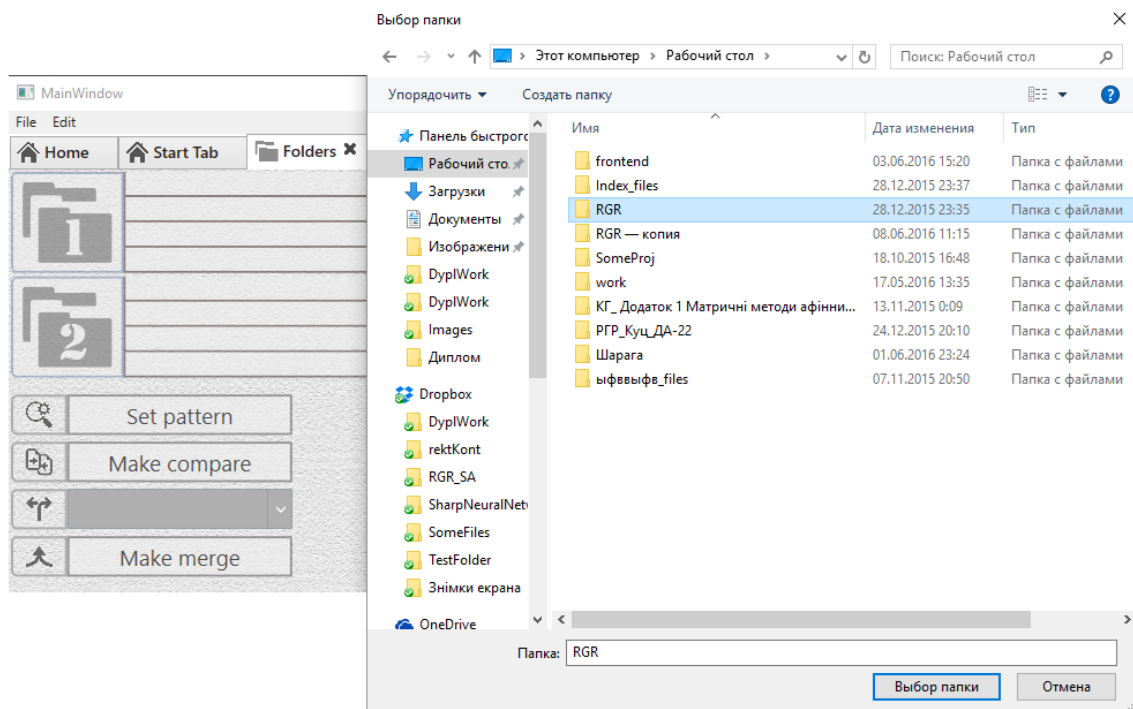 Выбор папки
Этот компьютер > Рабочий стол >
Поиск: Рабочий стол
Упорядочить Создать папку
MainWindow
File Edit
Home Start Tab Folders
1
2
Set pattern
Make compare
Make merge
Панель быстрого
Рабочий сто.
Загрузки
Документы
Изображени
DyplWork
DyplWork
Images
Диплом
Dropbox
DyplWork
rektKont
RGR_SA
SharpNeuralNet
SomeFiles
TestFolder
Знімки екрана
OneDrive
Имя Дата изменения Тип
frontend 03.06.2016 15:20 Папка с файлами
Index_files 28.12.2015 23:37 Папка с файлами
RGR 28.12.2015 23:35 Папка с файлами
RGR — копия 08.06.2016 11:15 Папка с файлами
SomeProj 18.10.2015 16:48 Папка с файлами
work 17.05.2016 13:35 Папка с файлами
КГ_ Додаток 1 Матричні методи афінни... 13.11.2015 0:09 Папка с файлами
РГР_Куц_ДА-22 24.12.2015 20:10 Папка с файлами
Шарага 01.06.2016 23:24 Папка с файлами
ыфввыфв_files 07.11.2015 20:50 Папка с файлами
Папка: RGR
Выбор папки Отмена